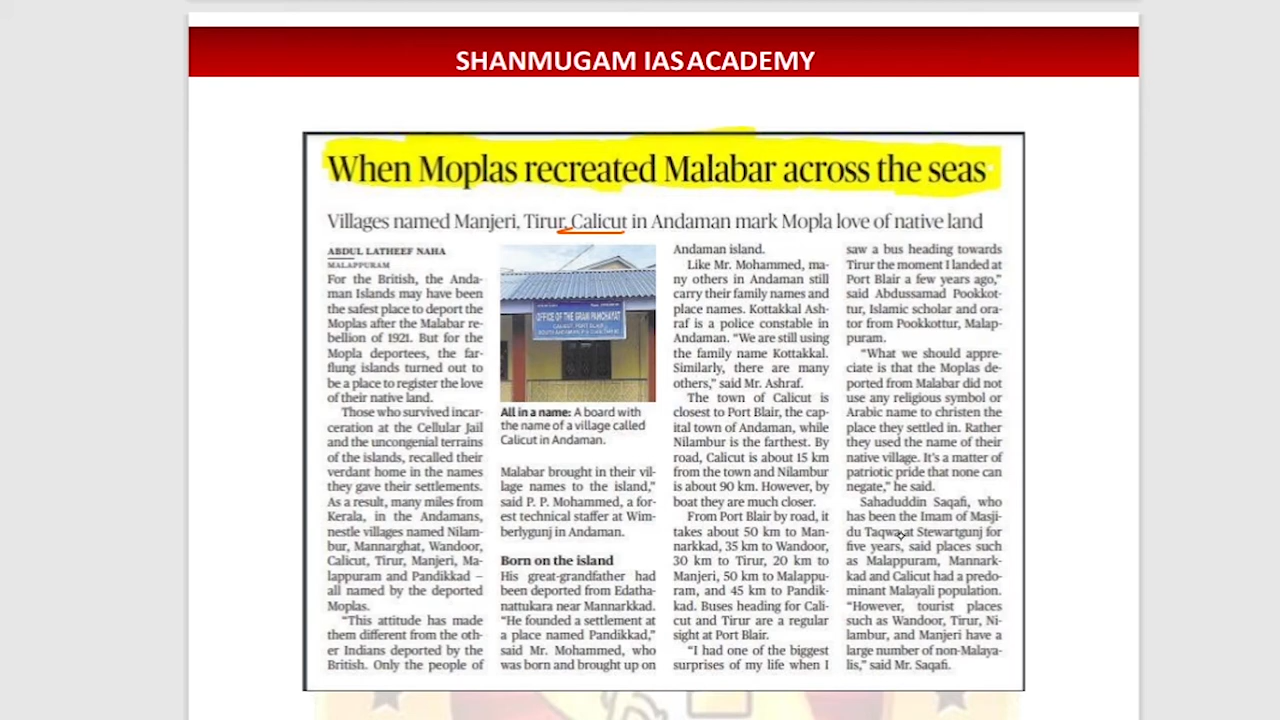 SHANMUGAM IAS ACADEMY
When Moplas recreated Malabar across the seas
Villages named Manjeri, Tirur, Calicut in Andaman mark Mopla love of native land
ABDUL LATHEEF NAHA
MALAPPURAM
For the British, the Anda-
man Islands may have been
the safest place to deport the
Moplas after the Malabar re-
bellion of 1921. But for the
Mopla deportees, the far-
flung islands turned out to
be a place to register the love
of their native land.
Those who survived incar-
ceration at the Cellular Jail
and the uncongenial terrains
of the islands, recalled their
verdant home in the names
they gave their settlements.
As a result, many miles from
Kerala, in the Andamans,
nestle villages named Nilam-
bur, Mannarghat, Wandoor,
Calicut, Tirur, Manjeri, Ma-
lappuram and Pandikkad –
all named by the deported
Moplas.
"This attitude has made
them different from the oth-
er Indians deported by the
British. Only the people of
OFFICE OF THE GRAM PANCHAYAT
CALICUT, PORT BLAIR
All in a name: A board with
the name of a village called
Calicut in Andaman.
Malabar brought in their vil-
lage names to the island,"
said P. P. Mohammed, a for-
est technical staffer at Wim-
berlygunj in Andaman.
Born on the island
His great-grandfather had
been deported from Edatha-
nattukara near Mannarkkad.
"He founded a settlement at
a place named Pandikkad,"
said Mr. Mohammed, who
was born and brought up on
Andaman island.
Like Mr. Mohammed, ma-
ny others in Andaman still
carry their family names and
place names. Kottakkal Ash-
raf is a police constable in
Andaman. "We are still using
the family name Kottakkal.
Similarly, there are many
others," said Mr. Ashraf.
The town of Calicut is
closest to Port Blair, the cap-
ital town of Andaman, while
Nilambur is the farthest. By
road, Calicut is about 15 km
from the town and Nilambur
is about 90 km. However, by
boat they are much closer.
From Port Blair by road, it
takes about 50 km to Man-
narkkad, 35 km to Wandoor,
30 km to Tirur, 20 km to
Manjeri, 50 km to Malappu-
ram, and 45 km to Pandik-
kad. Buses heading for Cali-
cut and Tirur are a regular
sight at Port Blair.
"I had one of the biggest
surprises of my life when I
saw a bus heading towards
Tirur the moment I landed at
Port Blair a few years ago,"
said Abdussamad Pookkot-
tur, Islamic scholar and ora-
tor from Pookkottur, Malap-
puram.
"What we should appre-
ciate is that the Moplas de-
ported from Malabar did not
use any religious symbol or
Arabic name to christen the
place they settled in. Rather
they used the name of their
native village. It's a matter of
patriotic pride that none can
negate," he said.
Sahaduddin Saqafi, who
has been the Imam of Masji-
du Taqwa at Stewartgunj for
five years, said places such
as Malappuram, Mannark-
kad and Calicut had a predo-
minant Malayali population.
"However, tourist places
such as Wandoor, Tirur, Ni-
lambur, and Manjeri have a
large number of non-Malaya-
lis," said Mr. Saqafi.